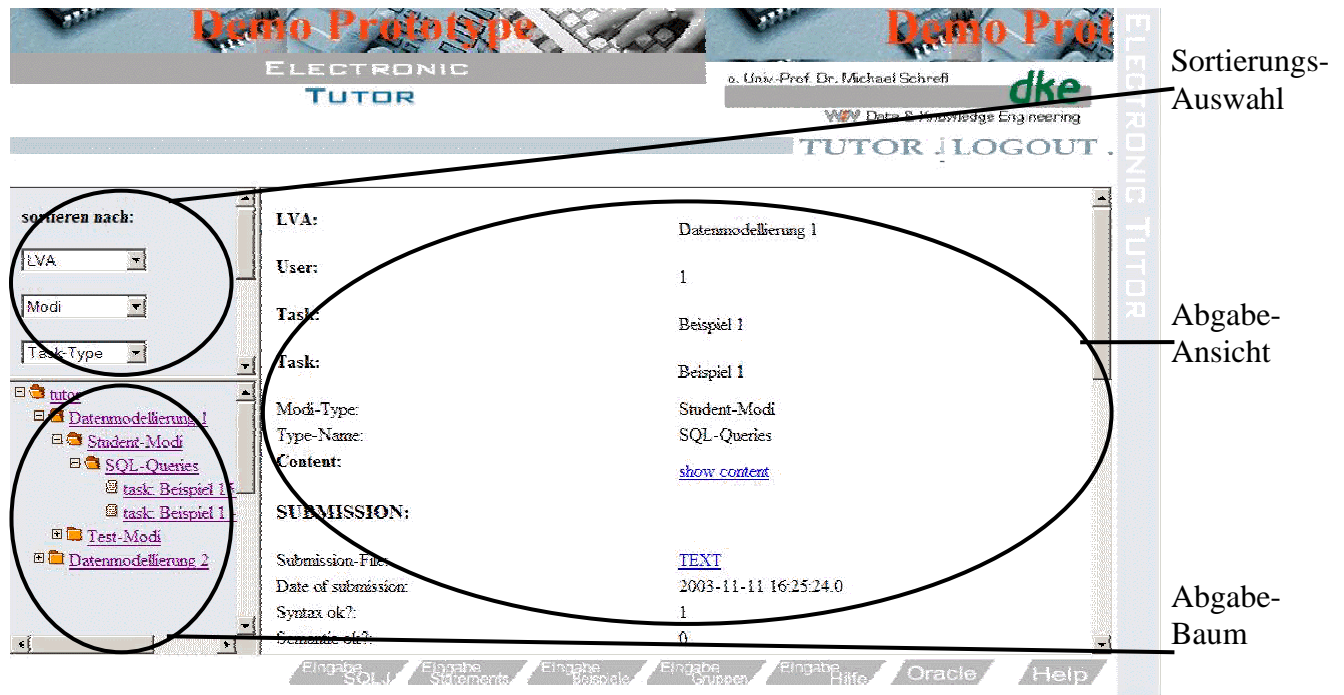 Demo Prototype
Demo Prot
ELECTRONIC
TUTOR
o. Univ.-Prof. Dr. Michael Schrefl
dke
Data & Knowledge Engineering
TUTOR . LOGOUT .
ELECTRONIC TUTOR
Sortierungs-
Auswahl
sortieren nach:
LVA
Modi
Task-Type
tutor
Datenmodellierung 1
Student-Modi
SQL-Queries
task: Beispiel 15
task: Beispiel 1 -
Test-Modi
Datenmodellierung 2
LVA:
Datenmodellierung 1
User:
1
Task:
Beispiel 1
Task:
Beispiel 1
Modi-Type:
Student-Modi
Type-Name:
SQL-Queries
Content:
show content
SUBMISSION:
Submission-File:
TEXT
Date of submission:
2003-11-11 16:25:24.0
Syntax ok?:
1
Semantic ok?:
0
Abgabe-
Ansicht
Abgabe-
Baum
Eingabe
SQLJ
Eingabe
Statements
Eingabe
Beispiele
Eingabe
Gruppen
Eingabe
Hilfe
Oracle
Help